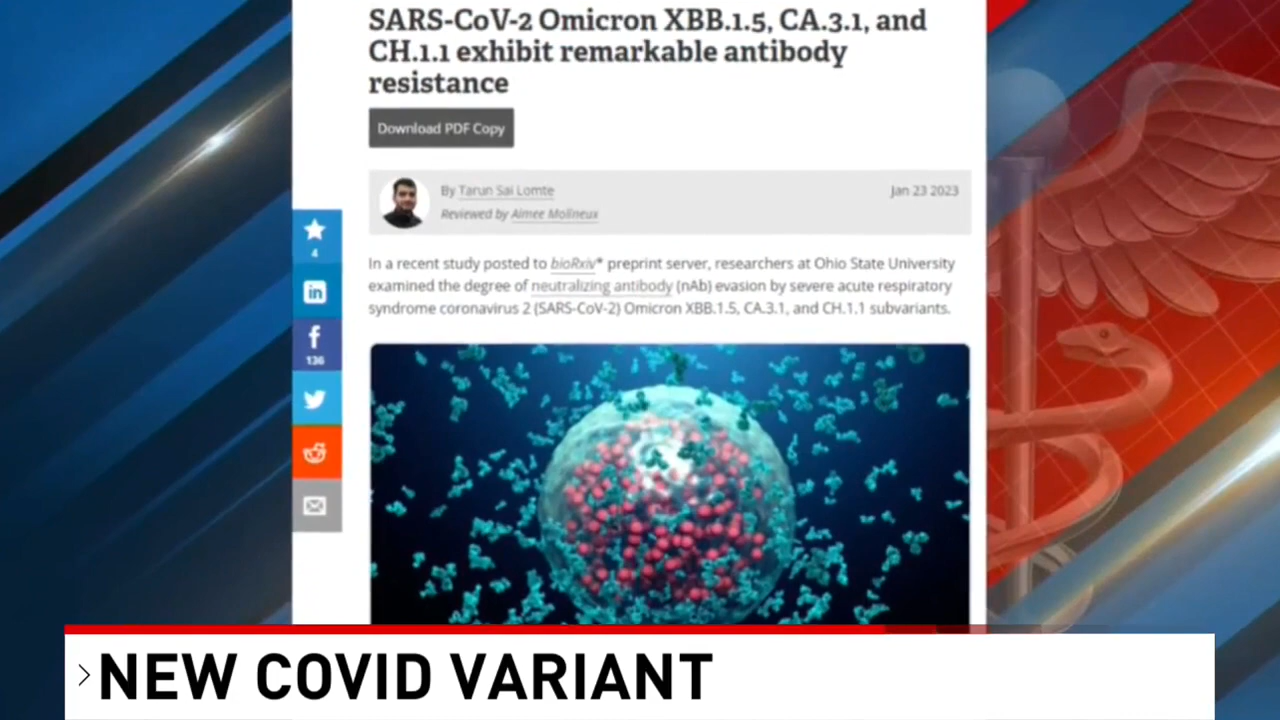 SARS-CoV-2 Omicron XBB.1.5, CA.3.1, and
CH.1.1 exhibit remarkable antibody
resistance
Download PDF Copy
By Tarun Sai Lomte
Jan 23 2023
Reviewed by Aimee Molineux
4
in
f
136
In a recent study posted to bioRxiv* preprint server, researchers at Ohio State University
examined the degree of neutralizing antibody (nAb) evasion by severe acute respiratory
syndrome coronavirus 2 (SARS-CoV-2) Omicron XBB.1.5, CA.3.1, and CH.1.1 subvariants.
NEW COVID VARIANT